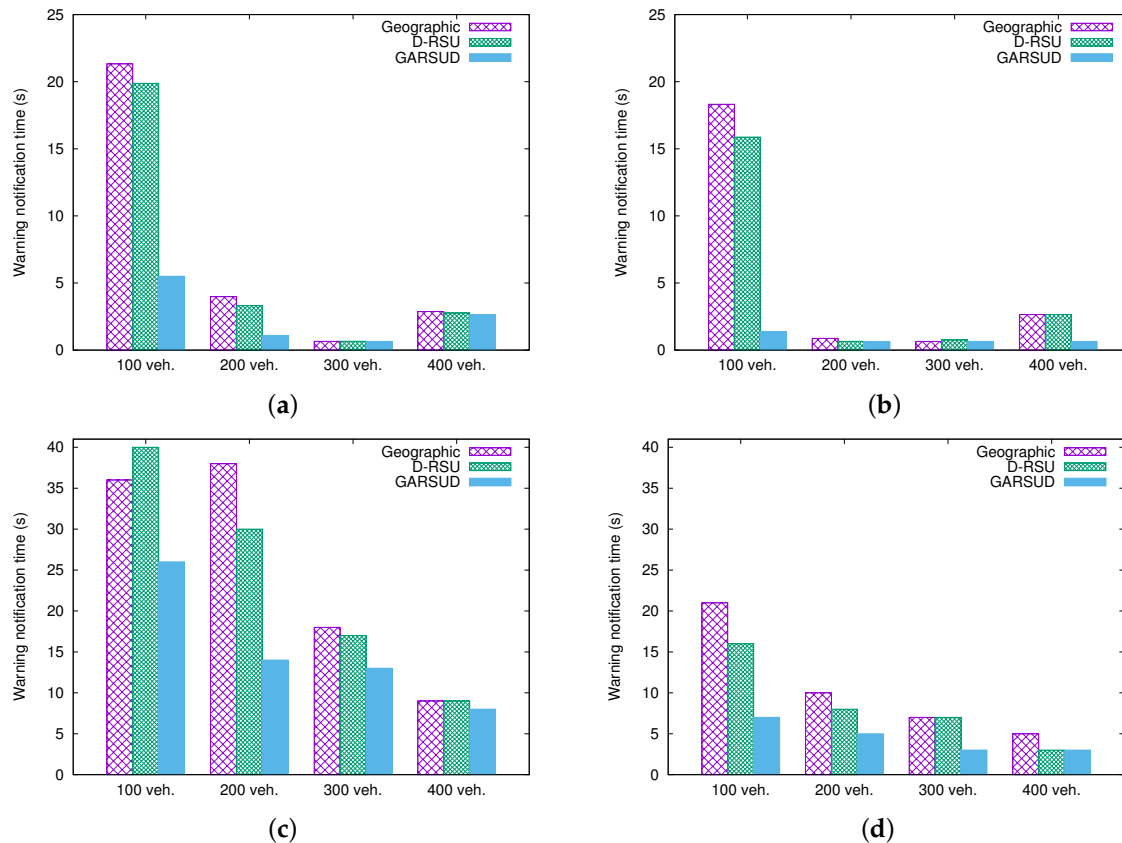 Warning notification time (s)
25
20
15
10
5
0
Geographic
D-RSU
GARSUD
100 veh.
200 veh.
300 veh.
400 veh.
(a)
Warning notification time (s)
25
20
15
10
5
0
Geographic
D-RSU
GARSUD
100 veh.
200 veh.
300 veh.
400 veh.
(b)
Warning notification time (s)
40
35
30
25
20
15
10
5
0
Geographic
D-RSU
GARSUD
100 veh.
200 veh.
300 veh.
400 veh.
(c)
Warning notification time (s)
40
35
30
25
20
15
10
5
0
Geographic
D-RSU
GARSUD
100 veh.
200 veh.
300 veh.
400 veh.
(d)